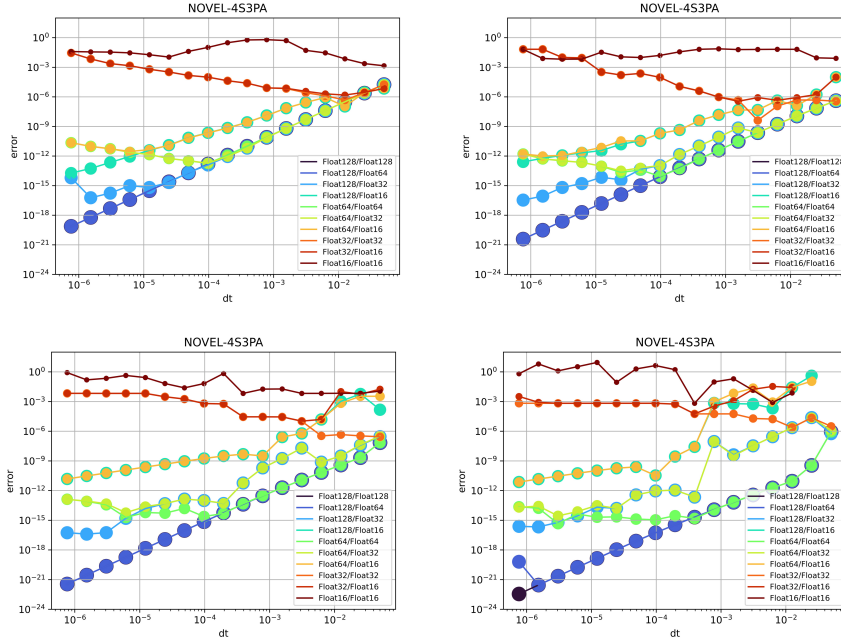 NOVEL-4S3PA
10^0
10^-3
10^-6
10^-9
10^-12
10^-15
10^-18
10^-21
10^-24
error
10^-6
10^-5
10^-4
10^-3
10^-2
dt
Float128/Float128
Float128/Float64
Float128/Float32
Float128/Float16
Float64/Float64
Float64/Float32
Float64/Float16
Float32/Float32
Float32/Float16
Float16/Float16
NOVEL-4S3PA
10^0
10^-3
10^-6
10^-9
10^-12
10^-15
10^-18
10^-21
10^-24
error
10^-6
10^-5
10^-4
10^-3
10^-2
dt
Float128/Float128
Float128/Float64
Float128/Float32
Float128/Float16
Float64/Float64
Float64/Float32
Float64/Float16
Float32/Float32
Float32/Float16
Float16/Float16
NOVEL-4S3PA
10^0
10^-3
10^-6
10^-9
10^-12
10^-15
10^-18
10^-21
10^-24
error
10^-6
10^-5
10^-4
10^-3
10^-2
dt
Float128/Float128
Float128/Float64
Float128/Float32
Float128/Float16
Float64/Float64
Float64/Float32
Float64/Float16
Float32/Float32
Float32/Float16
Float16/Float16
NOVEL-4S3PA
10^0
10^-3
10^-6
10^-9
10^-12
10^-15
10^-18
10^-21
10^-24
error
10^-6
10^-5
10^-4
10^-3
10^-2
dt
Float128/Float128
Float128/Float64
Float128/Float32
Float128/Float16
Float64/Float64
Float64/Float32
Float64/Float16
Float32/Float32
Float32/Float16
Float16/Float16